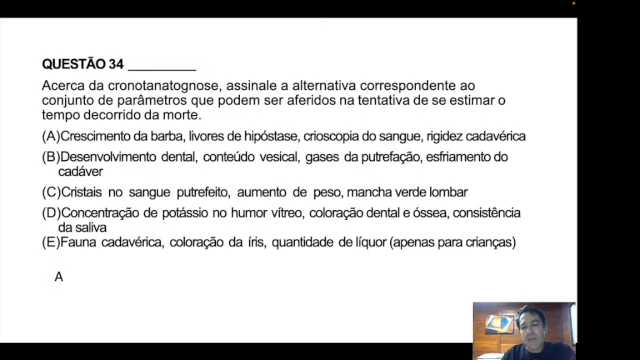 QUESTÃO 34 __________
Acerca da cronotanatognose, assinale a alternativa correspondente ao
conjunto de parâmetros que podem ser aferidos na tentativa de se estimar o
tempo decorrido da morte.
(A)Crescimento da barba, livores de hipóstase, crioscopia do sangue, rigidez cadavérica
(B)Desenvolvimento dental, conteúdo vesical, gases da putrefação, esfriamento do
cadáver
(C)Cristais no sangue putrefeito, aumento de peso, mancha verde lombar
(D)Concentração de potássio no humor vítreo, coloração dental e óssea, consistência
da saliva
(E)Fauna cadavérica, coloração da íris, quantidade de líquor (apenas para crianças)
A